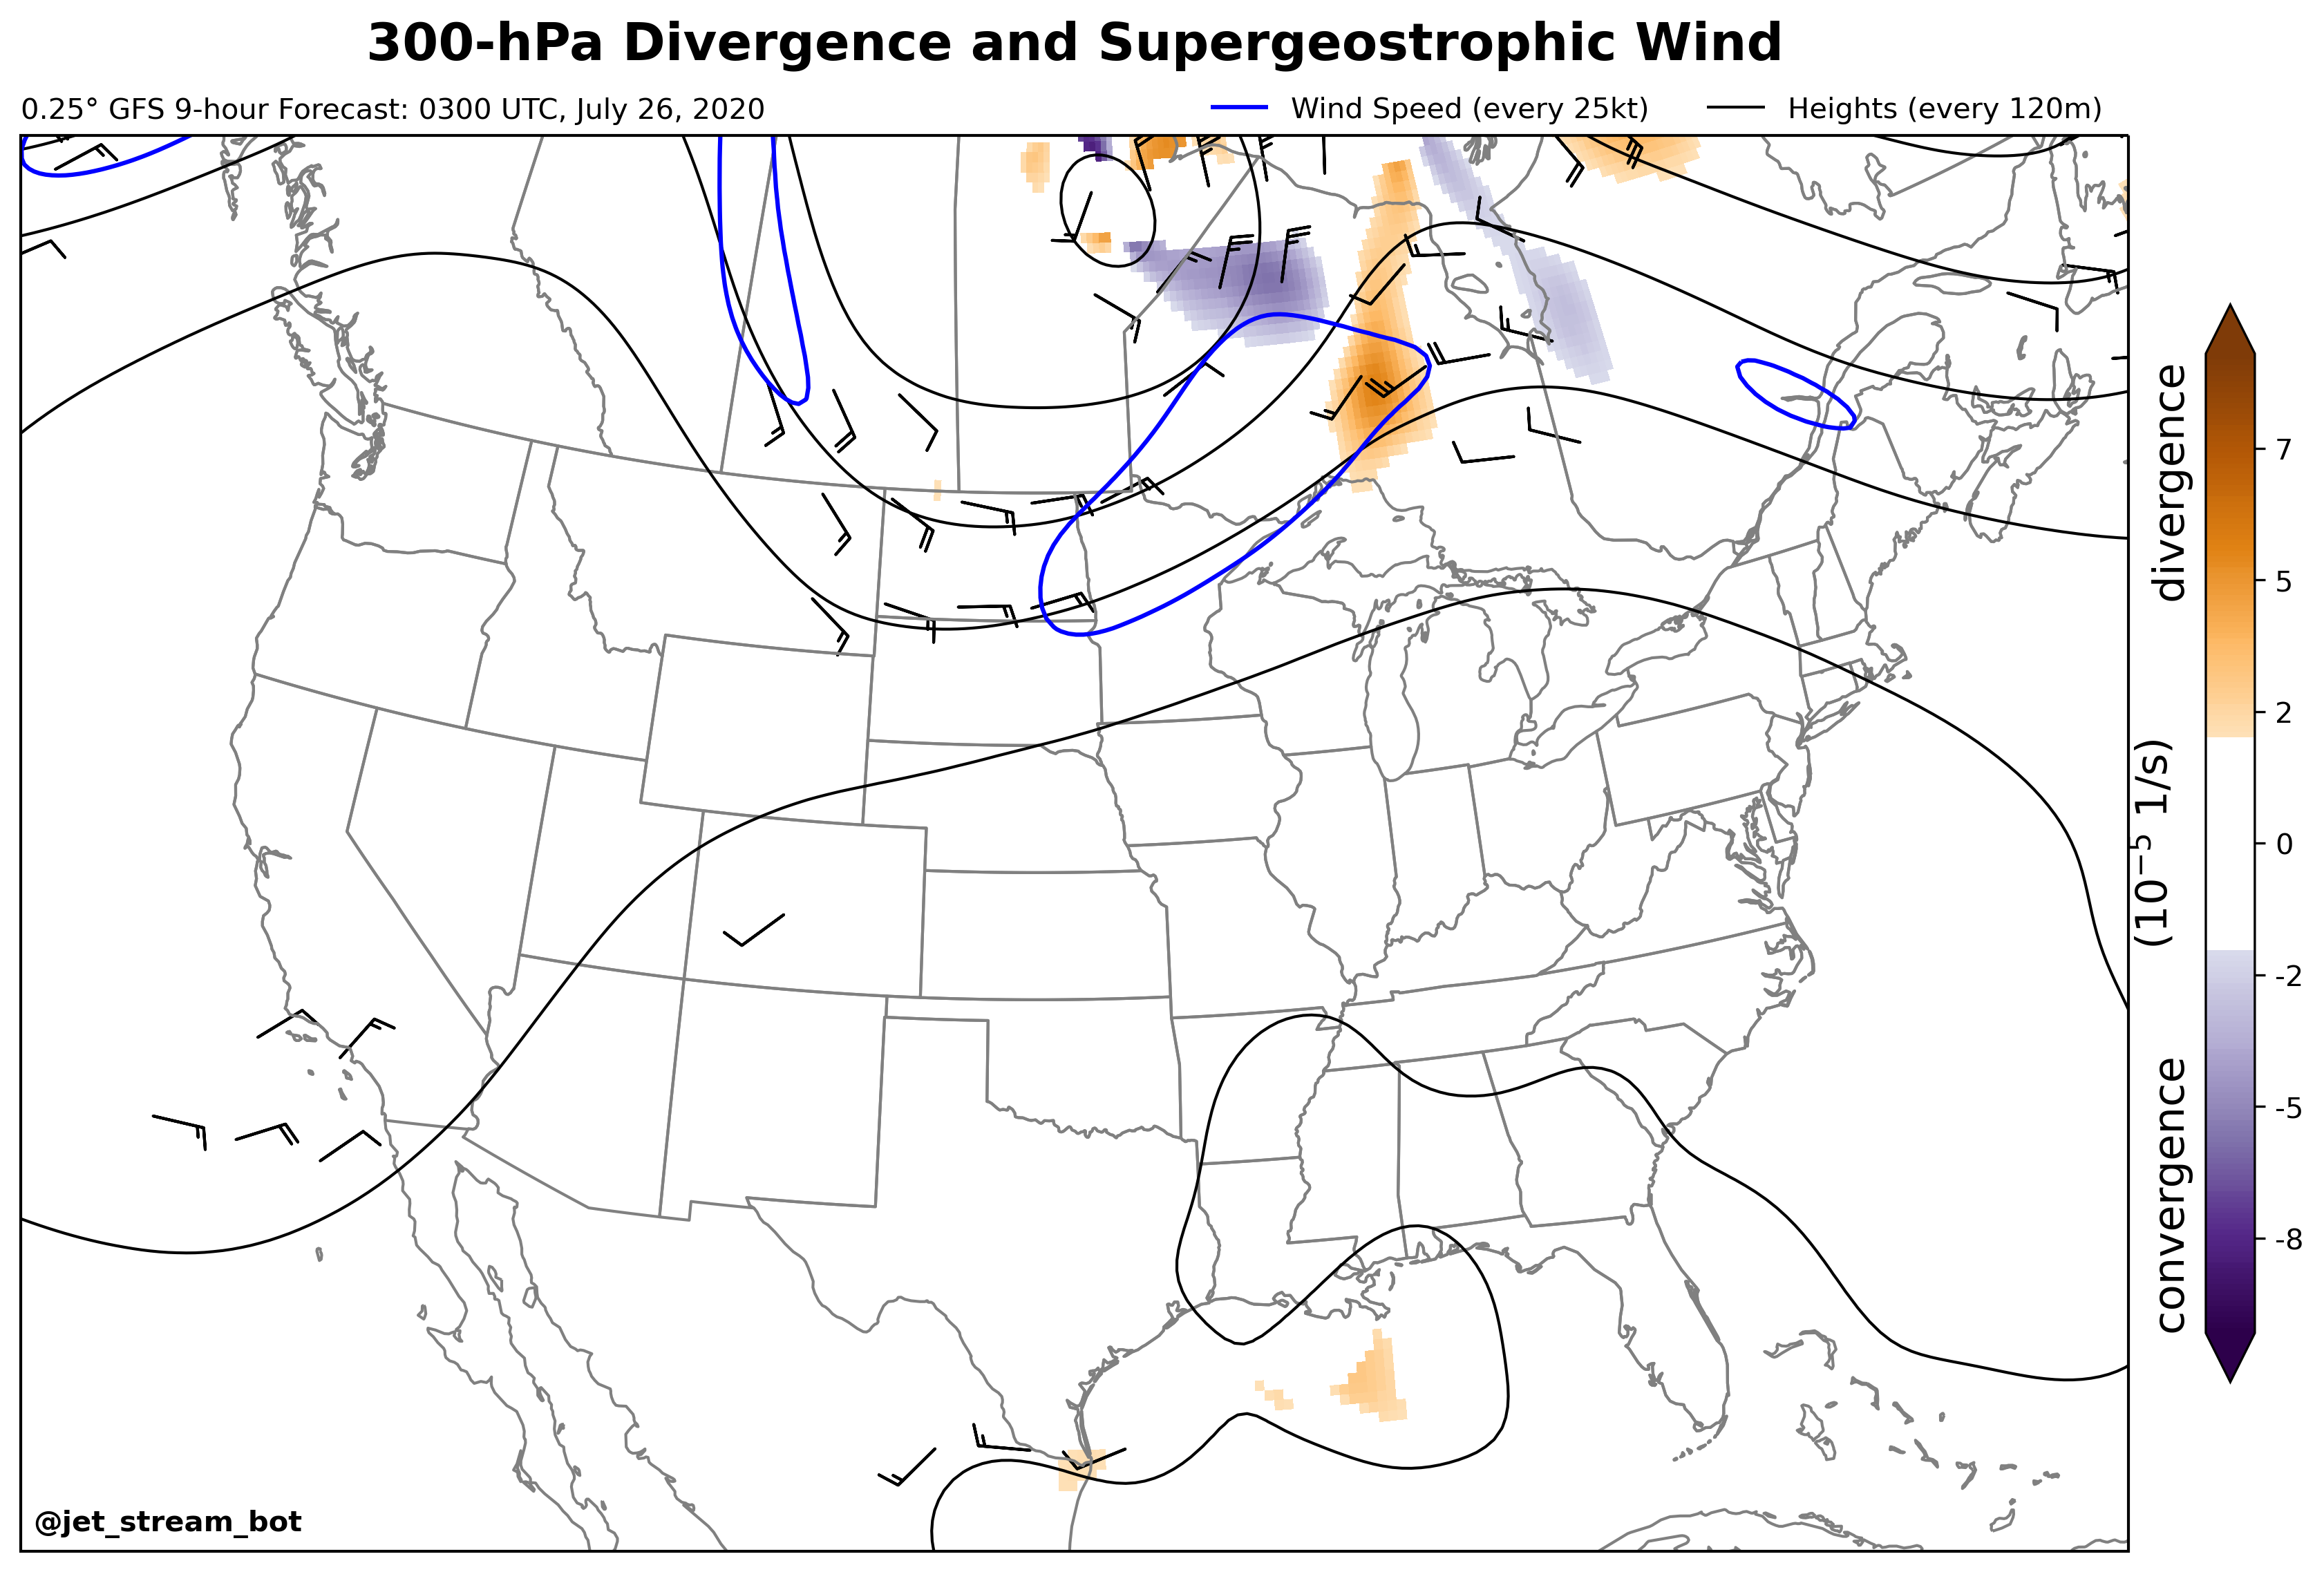 300-hPa Divergence and Supergeostrophic Wind
0.25° GFS 9-hour Forecast: 0300 UTC, July 26, 2020
Wind Speed (every 25kt)
Heights (every 120m)
divergence
(10⁻⁵ 1/s)
convergence
7
5
2
0
-2
-5
-8
@jet_stream_bot